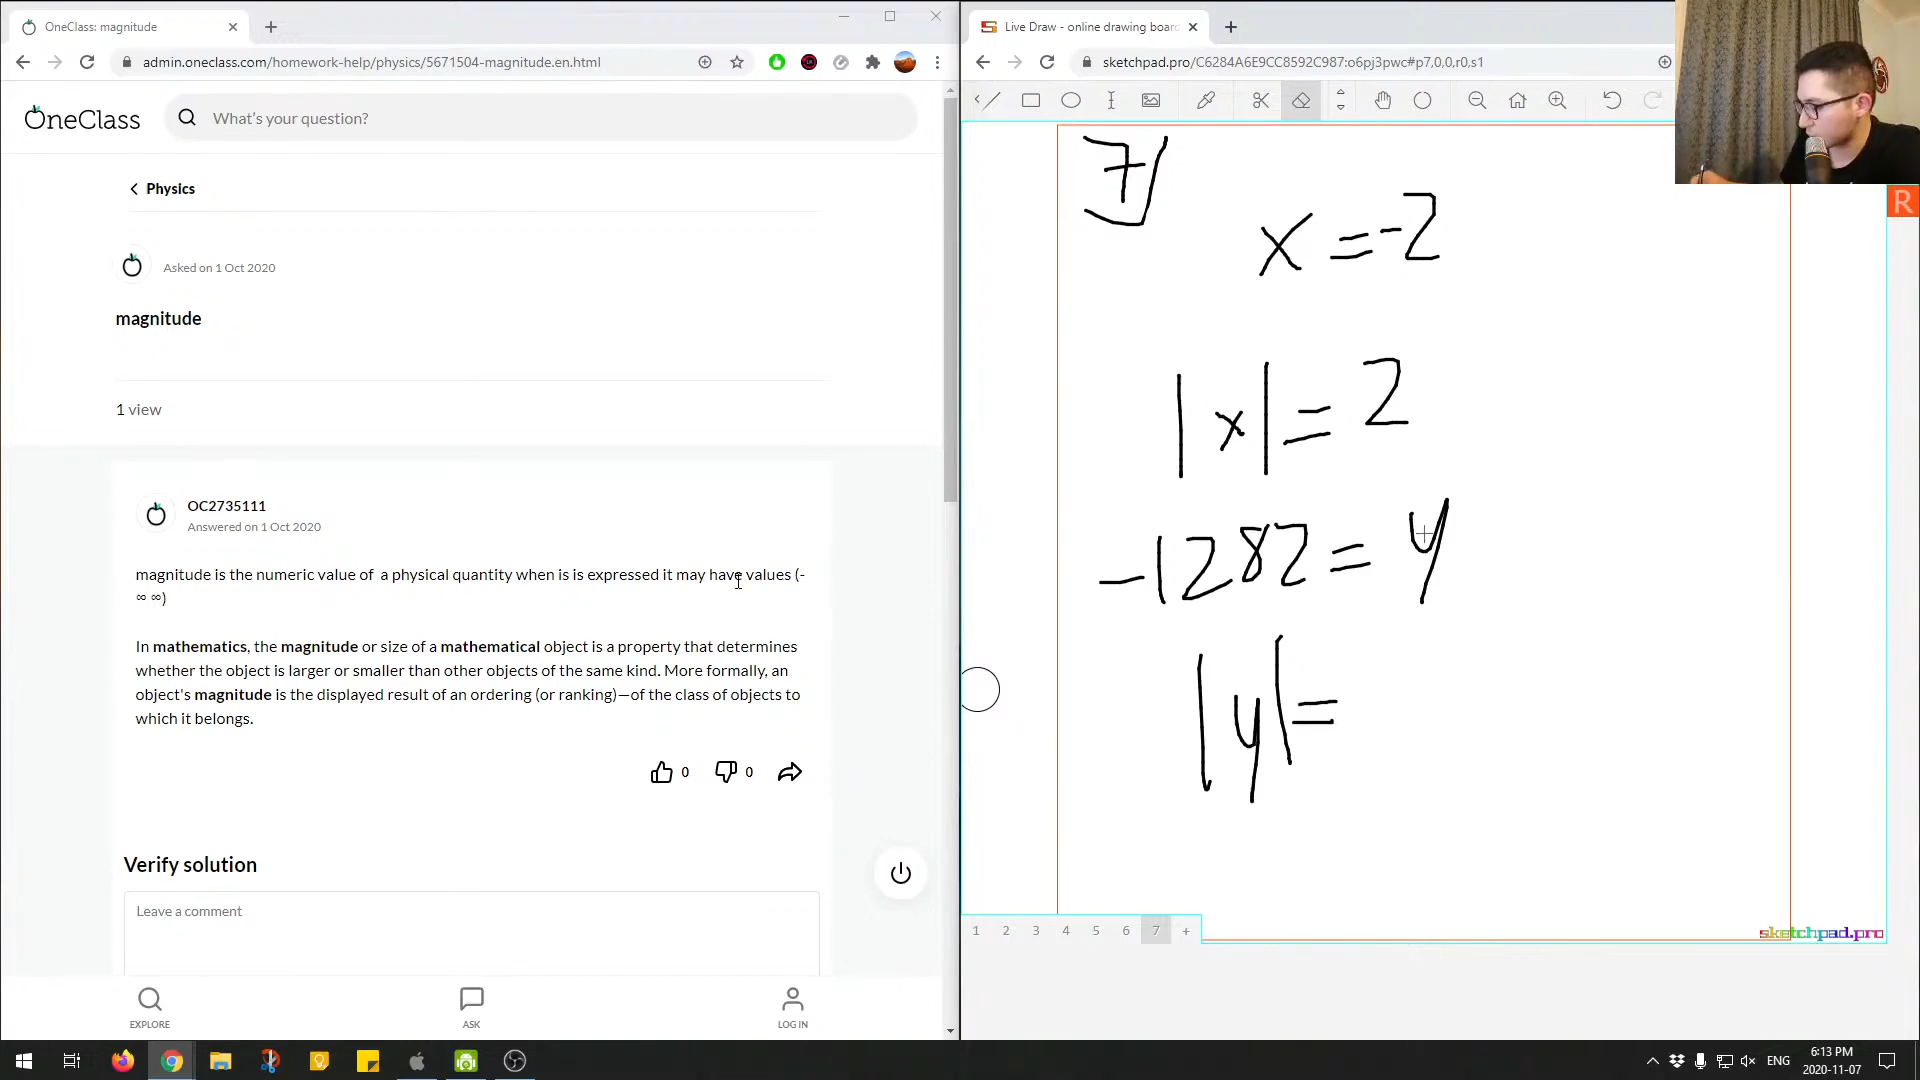 OneClass: magnitude
admin.oneclass.com/homework-help/physics/5671504-magnitude.en.html
OneClass
What's your question?
Physics
Asked on 1 Oct 2020
magnitude
1 view
OC2735111
Answered on 1 Oct 2020
magnitude is the numeric value of a physical quantity when is is expressed it may have values (-
∞ ∞)
In mathematics, the magnitude or size of a mathematical object is a property that determines
whether the object is larger or smaller than other objects of the same kind. More formally, an
object's magnitude is the displayed result of an ordering (or ranking)—of the class of objects to
which it belongs.
0 0
Verify solution
Leave a comment
EXPLORE ASK LOG IN
Live Draw - online drawing boar
sketchpad.pro/C6284A6E9CC8592C987:o6pj3pwc#p7,0,0,r0,s1
R
7
x = -2
|x| = 2
-1282 = y
|y| =
1 2 3 4 5 6 7 +
sketchpad.pro
ENG
6:13 PM
2020-11-07